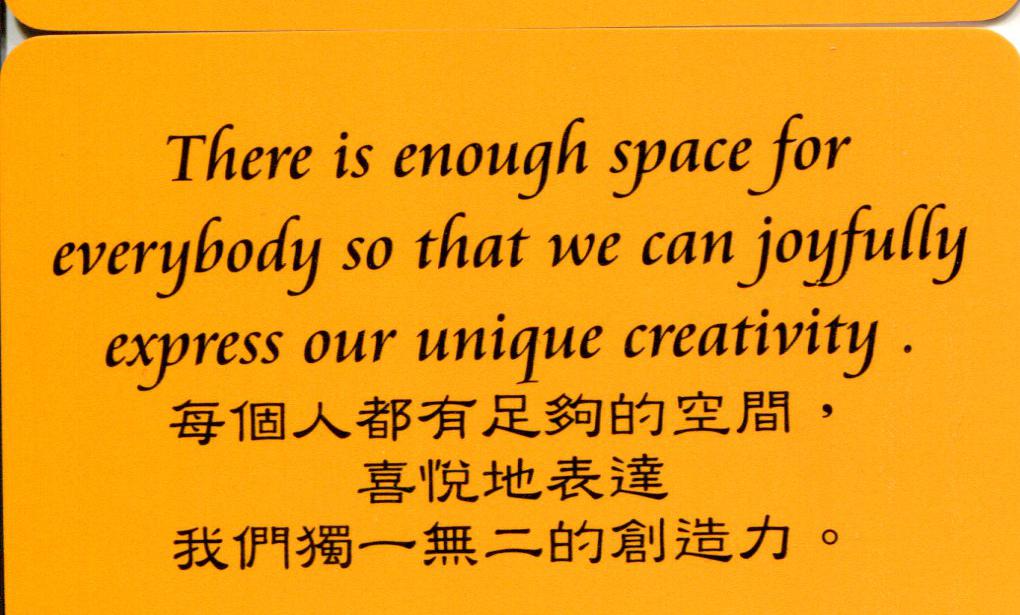 There is enough space for
everybody so that we can joyfully
express our unique creativity .
每個人都有足夠的空間，
喜悅地表達
我們獨一無二的創造力。